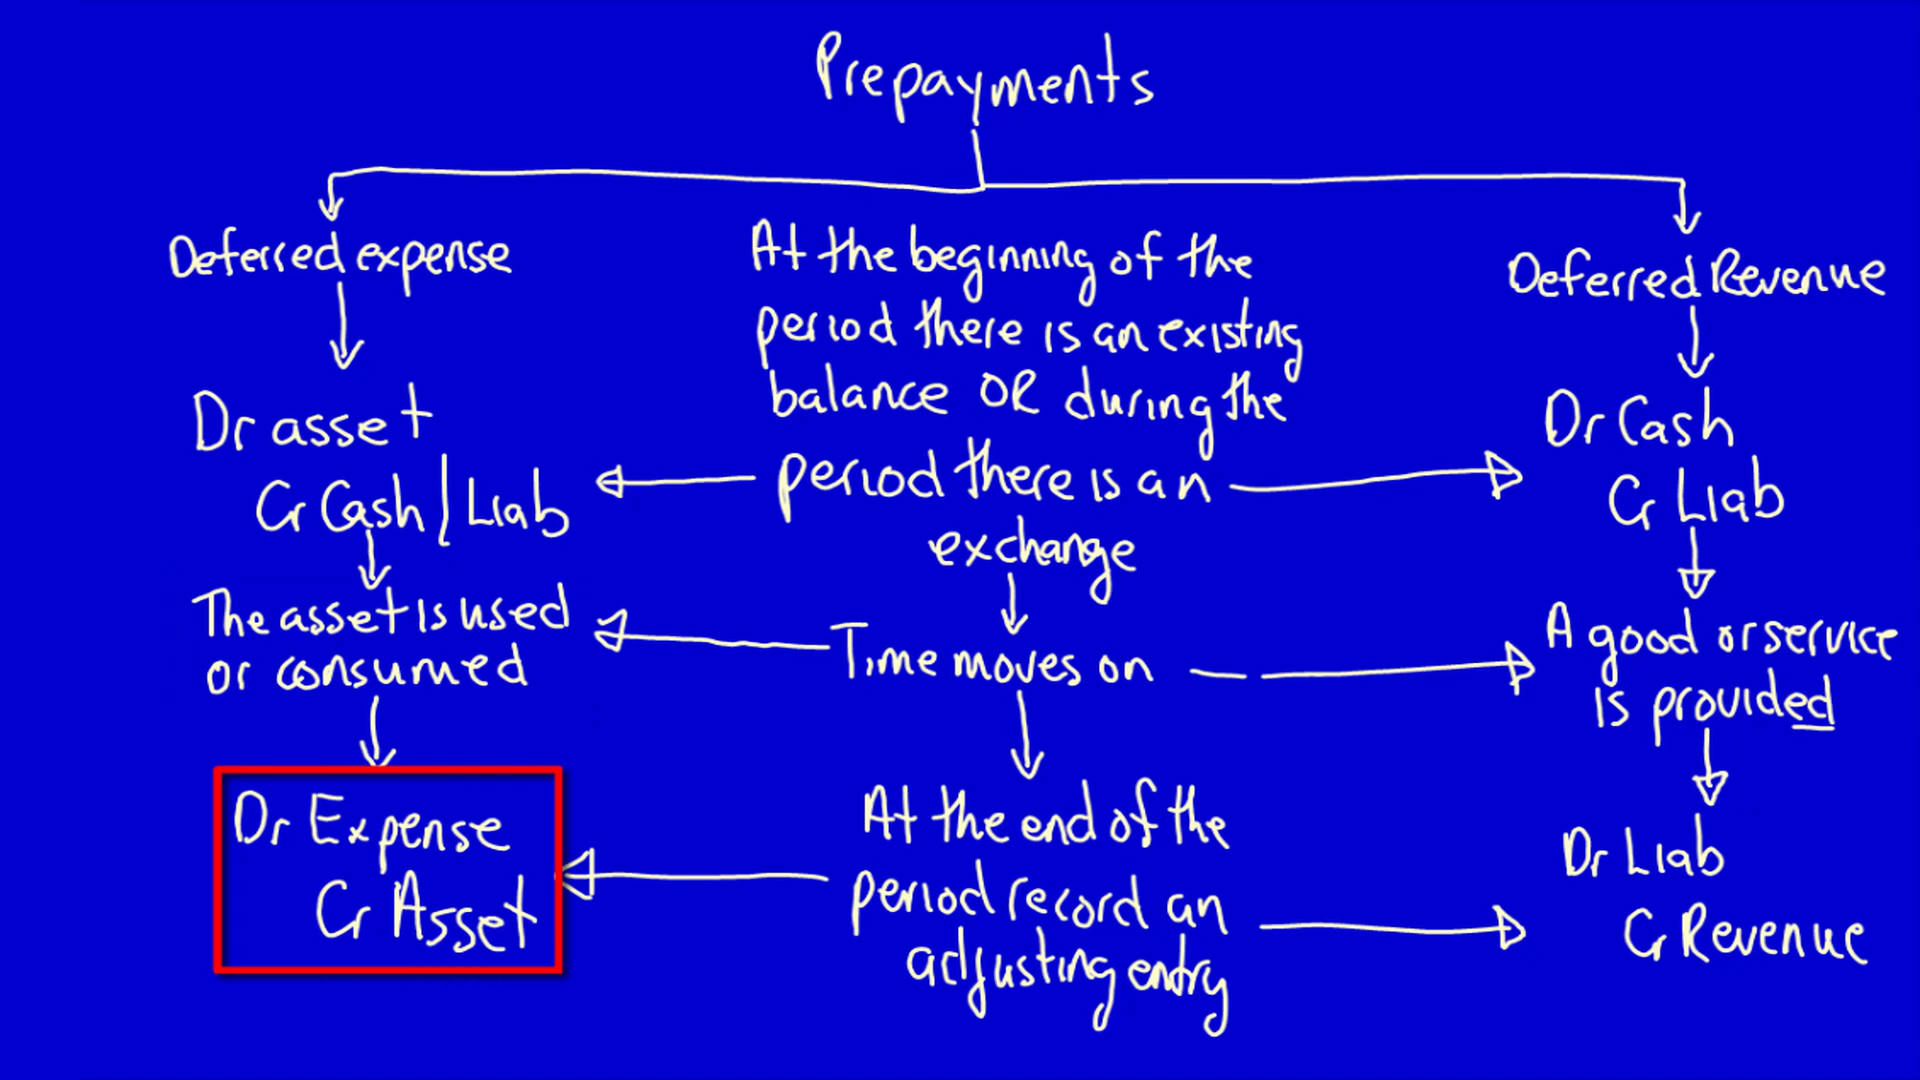 Prepayments
Deferred expense
Dr asset
Cr Cash/Liab
The asset is used
or consumed
Dr Expense
Cr Asset
At the beginning of the
period there is an existing
balance OR during the
period there is an
exchange
Time moves on
At the end of the
period record an
adjusting entry
Deferred Revenue
Dr Cash
Cr Liab
A good or service
is provided
Dr Liab
Cr Revenue